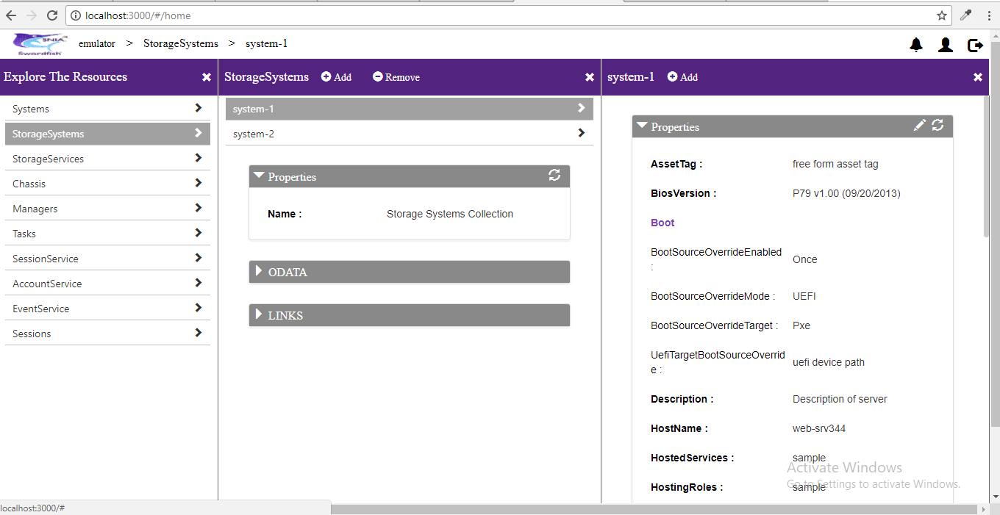 localhost:3000/#/home
SNIA
Swordfish
emulator > StorageSystems > system-1
Explore The Resources
Systems
StorageSystems
StorageServices
Chassis
Managers
Tasks
SessionService
AccountService
EventService
Sessions
StorageSystems Add Remove
system-1
system-2
Properties
Name : Storage Systems Collection
ODATA
LINKS
system-1 Add
Properties
AssetTag : free form asset tag
BiosVersion : P79 v1.00 (09/20/2013)
Boot
BootSourceOverrideEnabled
: Once
BootSourceOverrideMode : UEFI
BootSourceOverrideTarget : Pxe
UefiTargetBootSourceOverrid
e : uefi device path
Description : Description of server
HostName : web-srv344
HostedServices : sample
HostingRoles : sample
Activate Windows
Go to Settings to activate Windows.
localhost:3000/#